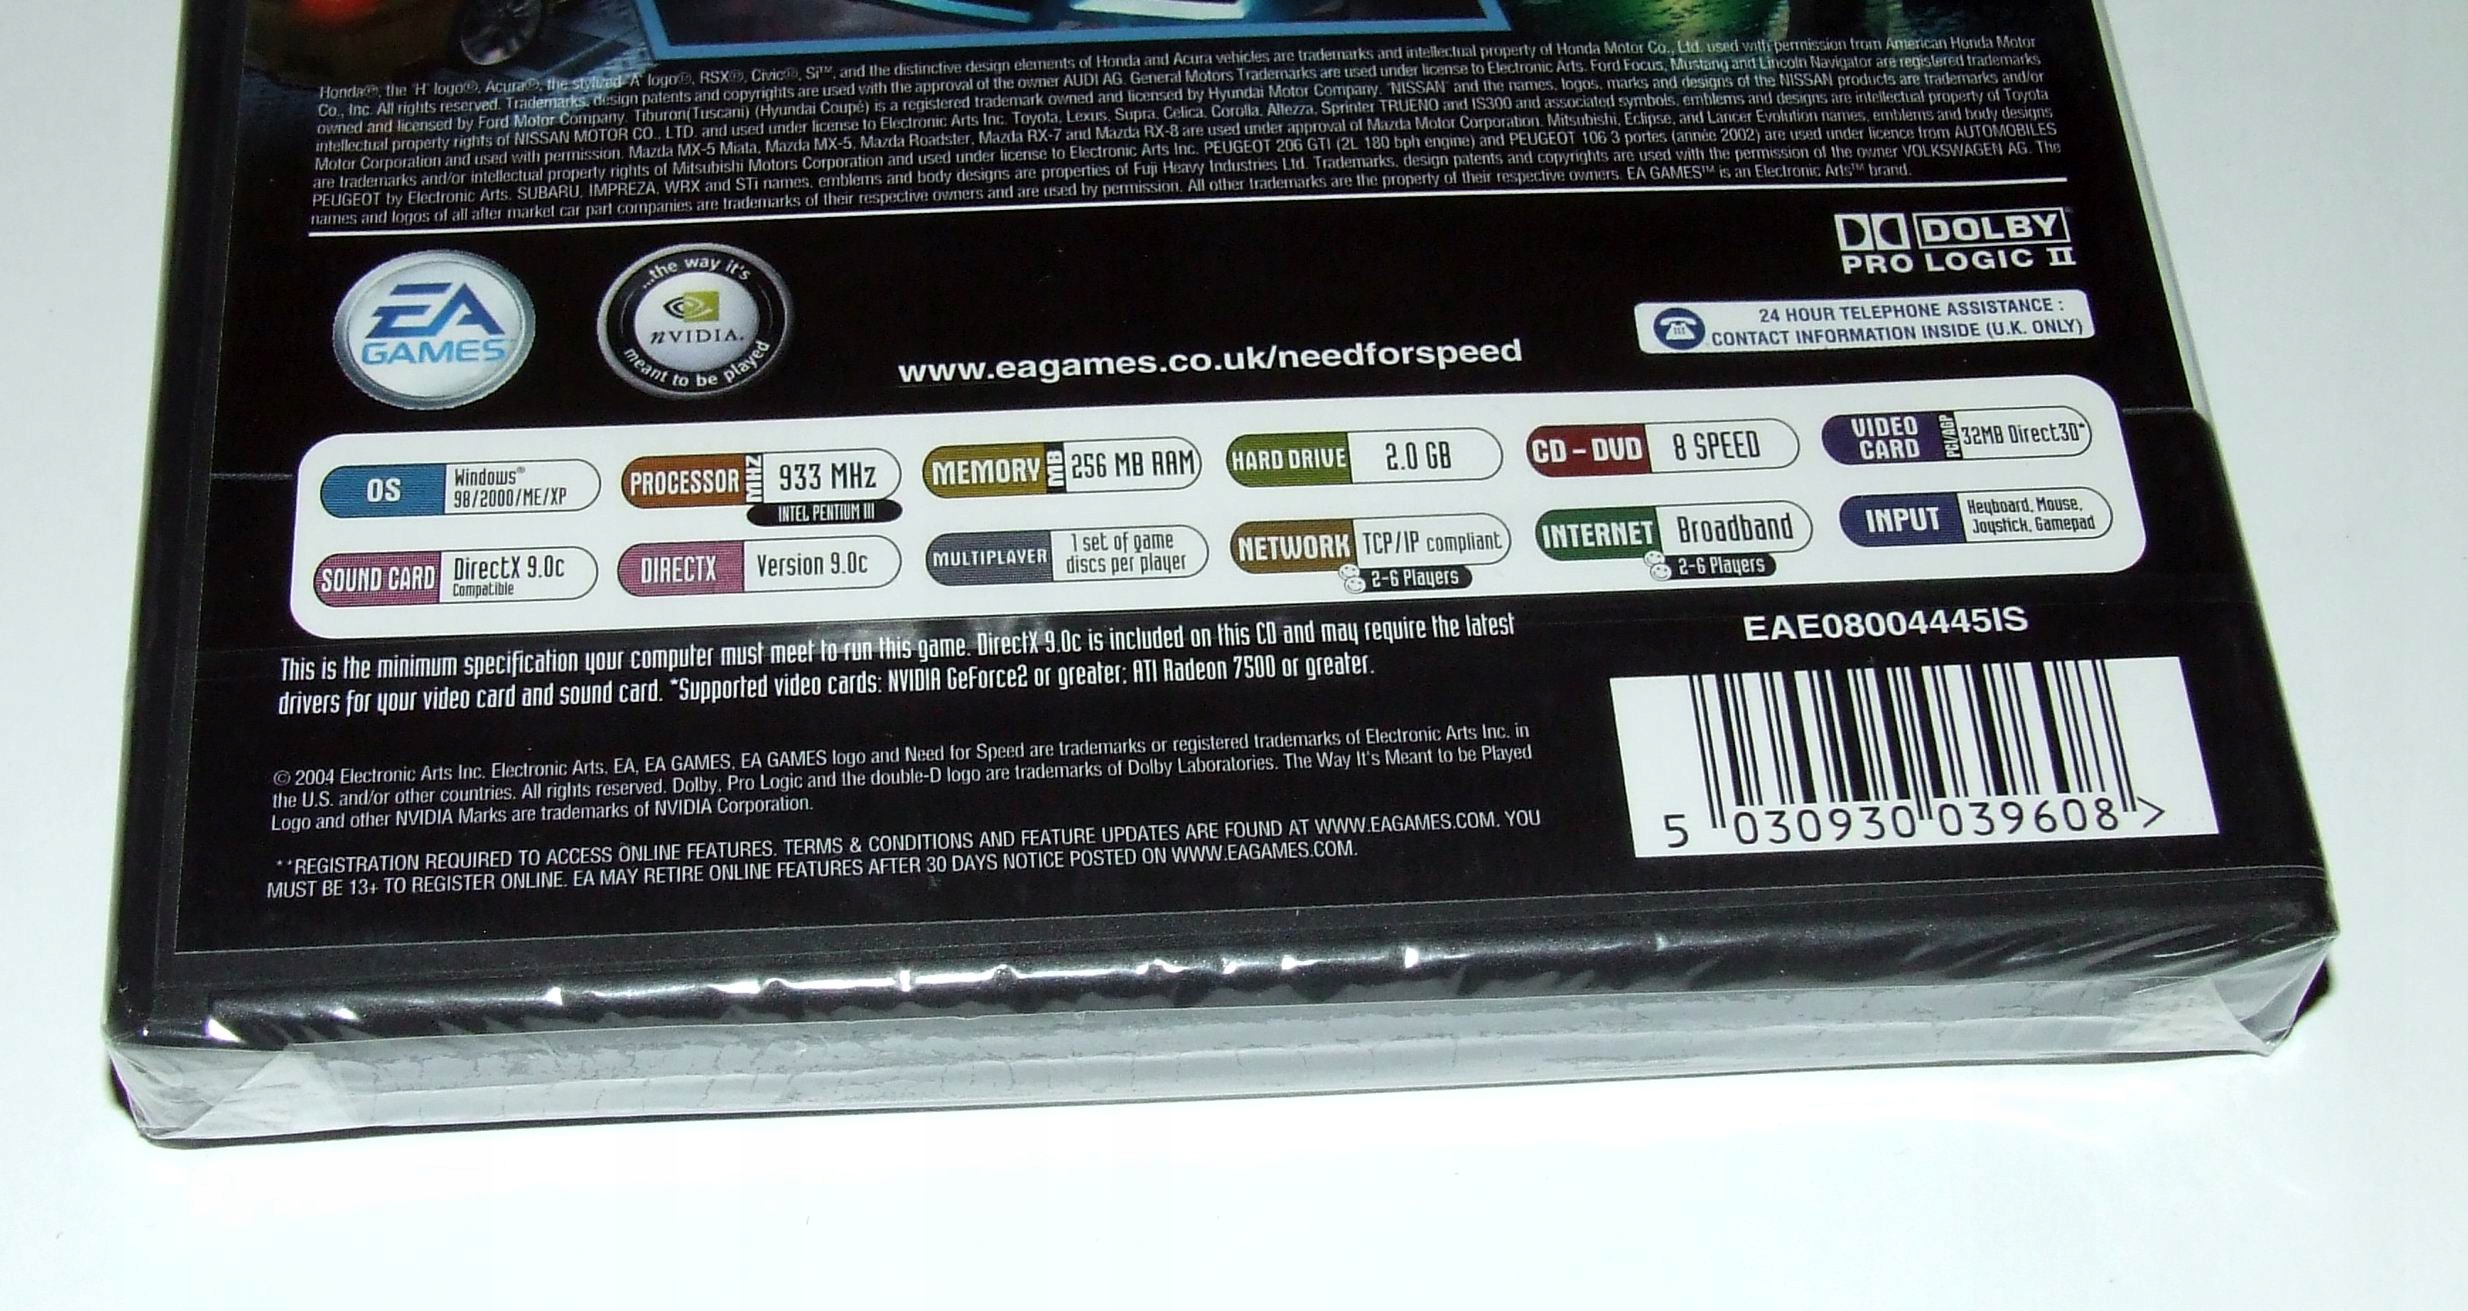 Honda®, the 'H' logo®, Acura®, the stylized 'A' logo®, RSX®, Civic®, Si™, and the distinctive design elements of Honda and Acura vehicles are trademarks and intellectual property of Honda Motor Co., Ltd. used with permission from American Honda Motor
Co., Inc. All rights reserved. Trademarks, design patents and copyrights are used with the approval of the owner AUDI AG. General Motors Trademarks are used under license to Electronic Arts. Ford Focus, Mustang and Lincoln Navigator are registered trademarks
owned and licensed by Ford Motor Company. Tiburon(Tuscani) (Hyundai Coupé) is a registered trademark owned and licensed by Hyundai Motor Company. "NISSAN" and the names, logos, marks and designs of the NISSAN products are trademarks and/or
intellectual property rights of NISSAN MOTOR CO., LTD. and used under license to Electronic Arts Inc. Toyota, Lexus, Supra, Celica, Corolla, Altezza, Sprinter TRUENO and IS300 and associated symbols, emblems and designs are intellectual property of Toyota
Motor Corporation and used with permission. Mazda MX-5 Miata, Mazda MX-5, Mazda Roadster, Mazda RX-7 and Mazda RX-8 are used under approval of Mazda Motor Corporation. Mitsubishi, Eclipse, and Lancer Evolution names, emblems and body designs
are trademarks and/or intellectual property rights of Mitsubishi Motors Corporation and used under license to Electronic Arts Inc. PEUGEOT 206 GTI (2L 180 bph engine) and PEUGEOT 106 3 portes (année 2002) are used under licence from AUTOMOBILES
PEUGEOT by Electronic Arts. SUBARU, IMPREZA, WRX and STi names, emblems and body designs are properties of Fuji Heavy Industries Ltd. Trademarks, design patents and copyrights are used with the permission of the owner VOLKSWAGEN AG. The
names and logos of all after market car part companies are trademarks of their respective owners and are used by permission. All other trademarks are the property of their respective owners. EA GAMES™ is an Electronic Arts™ brand.
EA
GAMES
...the way it's
nVIDIA.
meant to be played
DOLBY
PRO LOGIC II
www.eagames.co.uk/needforspeed
24 HOUR TELEPHONE ASSISTANCE :
CONTACT INFORMATION INSIDE (U.K. ONLY)
OS Windows® 98/2000/ME/XP
PROCESSOR MHZ 933 MHz
INTEL PENTIUM III
MEMORY MB 256 MB RAM
HARD DRIVE 2.0 GB
CD - DVD 8 SPEED
VIDEO CARD PCI/AGP 32MB Direct3D*
SOUND CARD DirectX 9.0c Compatible
DIRECTX Version 9.0c
MULTIPLAYER 1 set of game discs per player
NETWORK TCP/IP compliant
2-6 Players
INTERNET Broadband
2-6 Players
INPUT Keyboard, Mouse, Joystick, Gamepad
This is the minimum specification your computer must meet to run this game. DirectX 9.0c is included on this CD and may require the latest
drivers for your video card and sound card. *Supported video cards: NVIDIA GeForce2 or greater; ATI Radeon 7500 or greater.
EAE08004445IS
© 2004 Electronic Arts Inc. Electronic Arts, EA, EA GAMES, EA GAMES logo and Need for Speed are trademarks or registered trademarks of Electronic Arts Inc. in
the U.S. and/or other countries. All rights reserved. Dolby, Pro Logic and the double-D logo are trademarks of Dolby Laboratories. The Way It's Meant to be Played
Logo and other NVIDIA Marks are trademarks of NVIDIA Corporation.
**REGISTRATION REQUIRED TO ACCESS ONLINE FEATURES. TERMS & CONDITIONS AND FEATURE UPDATES ARE FOUND AT WWW.EAGAMES.COM. YOU
MUST BE 13+ TO REGISTER ONLINE. EA MAY RETIRE ONLINE FEATURES AFTER 30 DAYS NOTICE POSTED ON WWW.EAGAMES.COM.
5 030930 039608 >